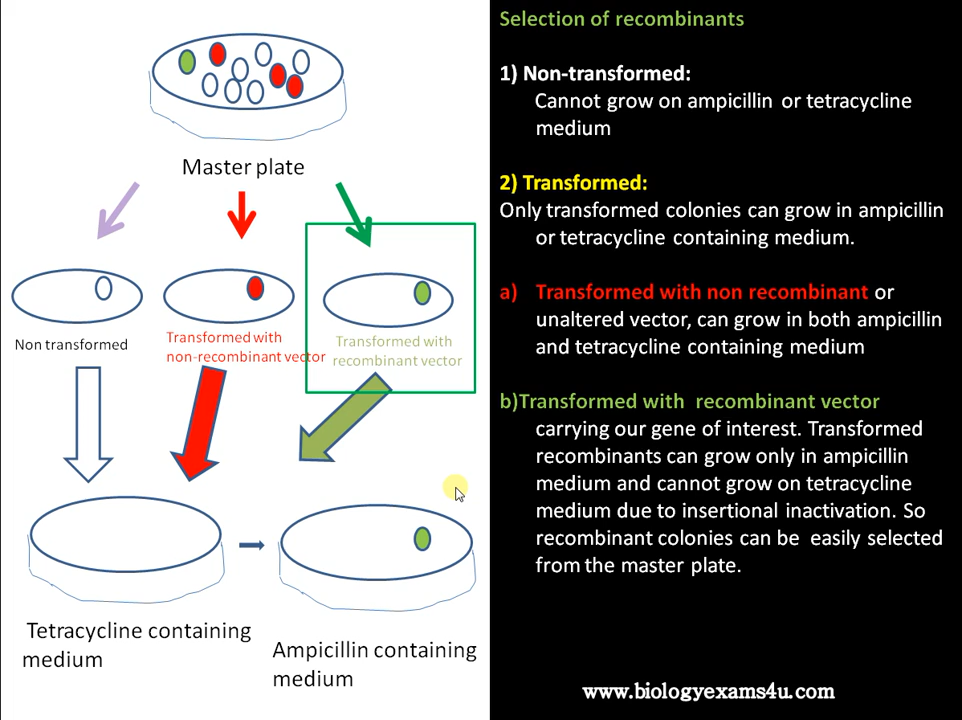 Master plate
Non transformed
Transformed with
non-recombinant vector
Transformed with
recombinant vector
Tetracycline containing
medium
Ampicillin containing
medium
Selection of recombinants
1) Non-transformed:
Cannot grow on ampicillin or tetracycline
medium
2) Transformed:
Only transformed colonies can grow in ampicillin
or tetracycline containing medium.
a) Transformed with non recombinant or
unaltered vector, can grow in both ampicillin
and tetracycline containing medium
b)Transformed with recombinant vector
carrying our gene of interest. Transformed
recombinants can grow only in ampicillin
medium and cannot grow on tetracycline
medium due to insertional inactivation. So
recombinant colonies can be easily selected
from the master plate.
www.biologyexams4u.com